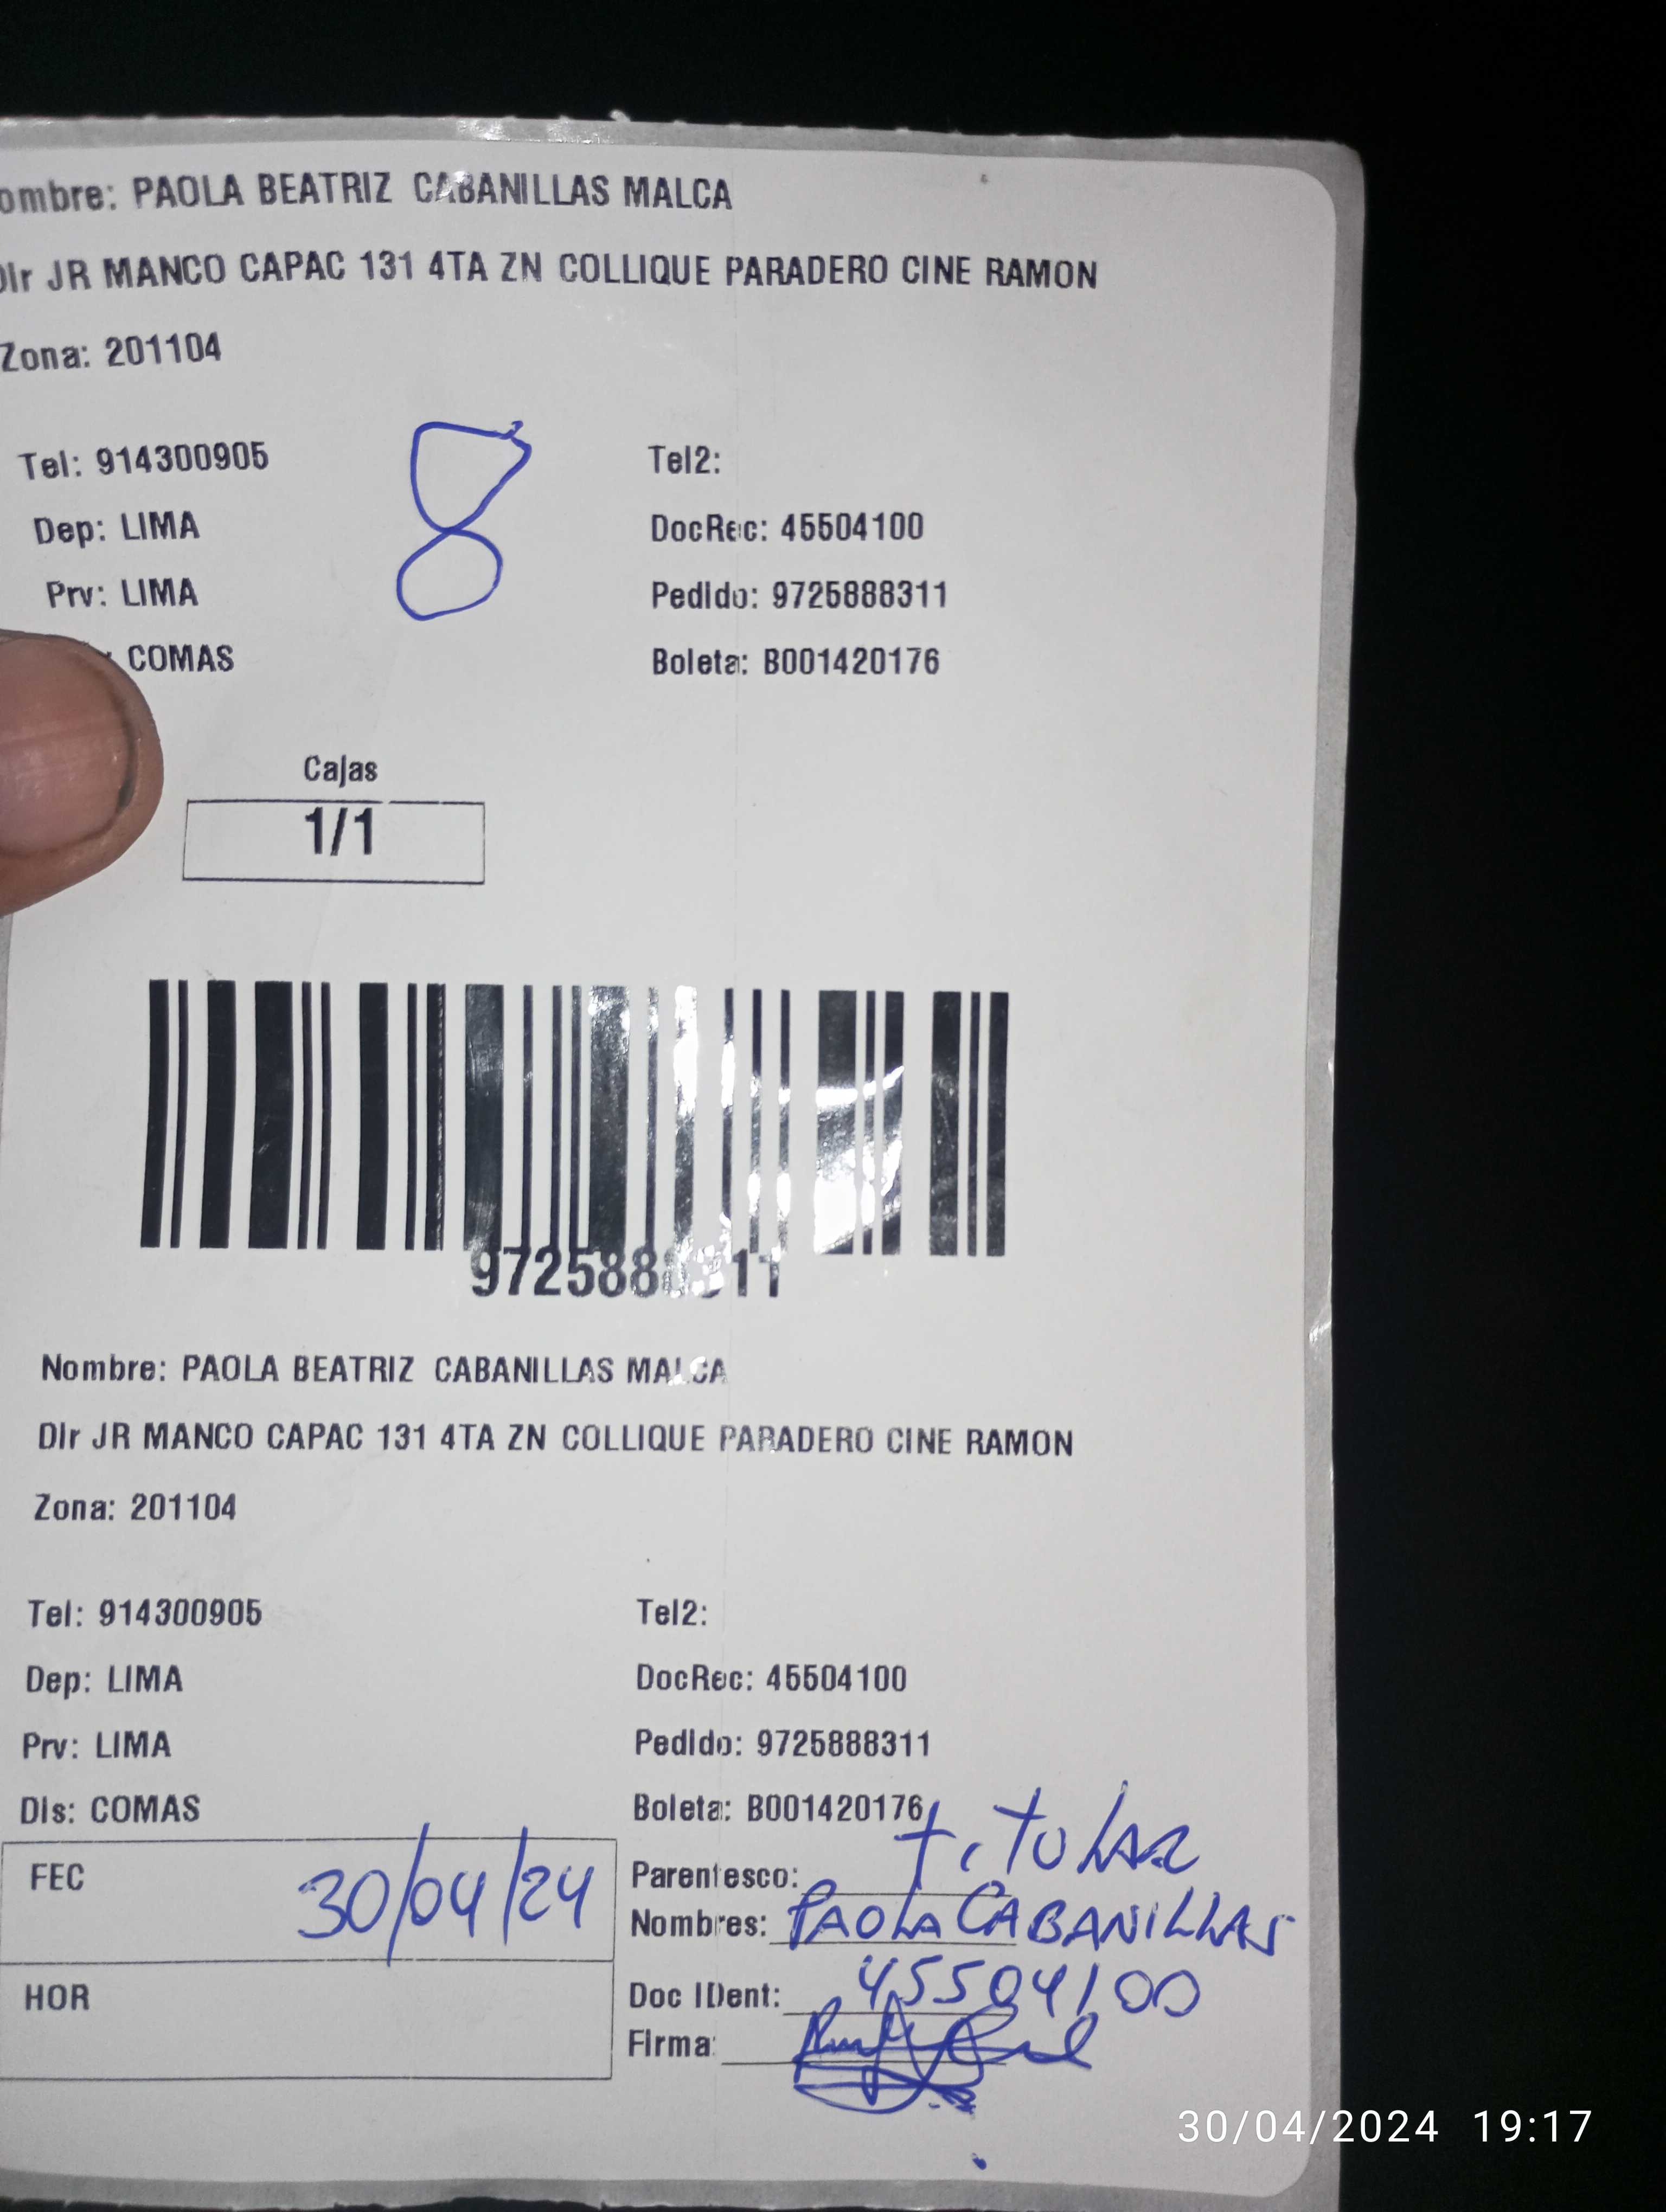 ombre: PAOLA BEATRIZ CABANILLAS MALCA
Dir JR MANCO CAPAC 131 4TA ZN COLLIQUE PARADERO CINE RAMON
Zona: 201104
8
Tel: 914300905 Tel2:
Dep: LIMA DocRec: 45504100
Prv: LIMA Pedido: 9725888311
: COMAS Boleta: B001420176
Cajas
1/1
9725888311
Nombre: PAOLA BEATRIZ CABANILLAS MALCA
Dir JR MANCO CAPAC 131 4TA ZN COLLIQUE PARADERO CINE RAMON
Zona: 201104
Tel: 914300905 Tel2:
Dep: LIMA DocRec: 45504100
Prv: LIMA Pedido: 9725888311
Dis: COMAS Boleta: B001420176
FEC 30/04/24
Parentesco: titular
Nombres: PAOLA CABANILLAS
HOR
Doc IDent: 45504100
Firma:
30/04/2024 19:17